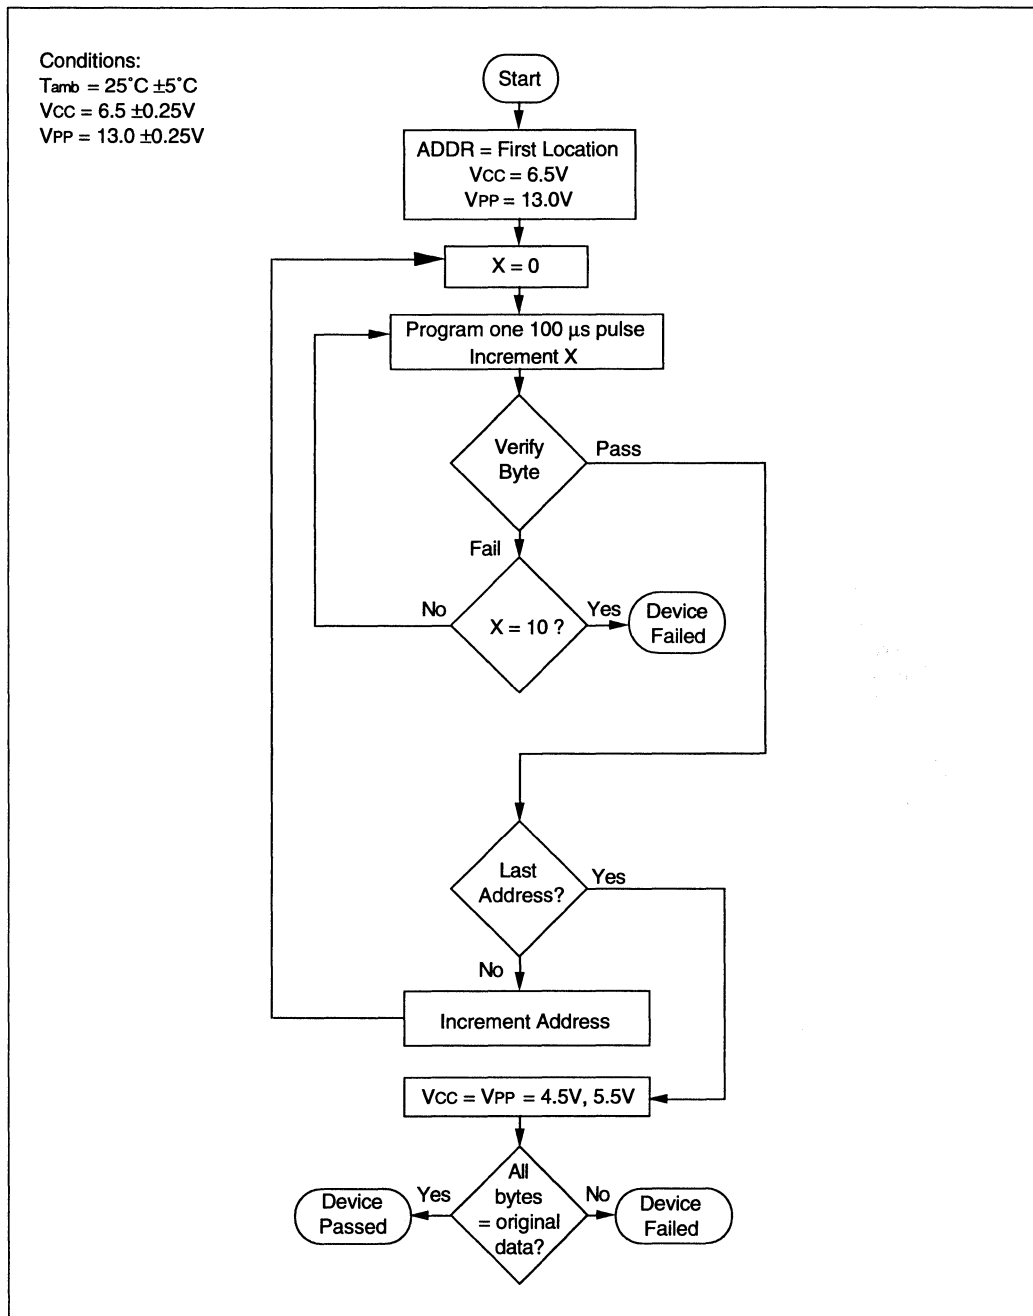 Conditions:
Tamb = 25˚C ±5˚C
VCC = 6.5 ±0.25V
VPP = 13.0 ±0.25V
Start
ADDR = First Location
VCC = 6.5V
VPP = 13.0V
X = 0
Program one 100 µs pulse
Increment X
Verify
Byte
Pass
Fail
No
X = 10 ?
Yes
Device
Failed
Last
Address?
Yes
No
Increment Address
VCC = VPP = 4.5V, 5.5V
All
bytes
= original
data?
Yes
Device
Passed
No
Device
Failed